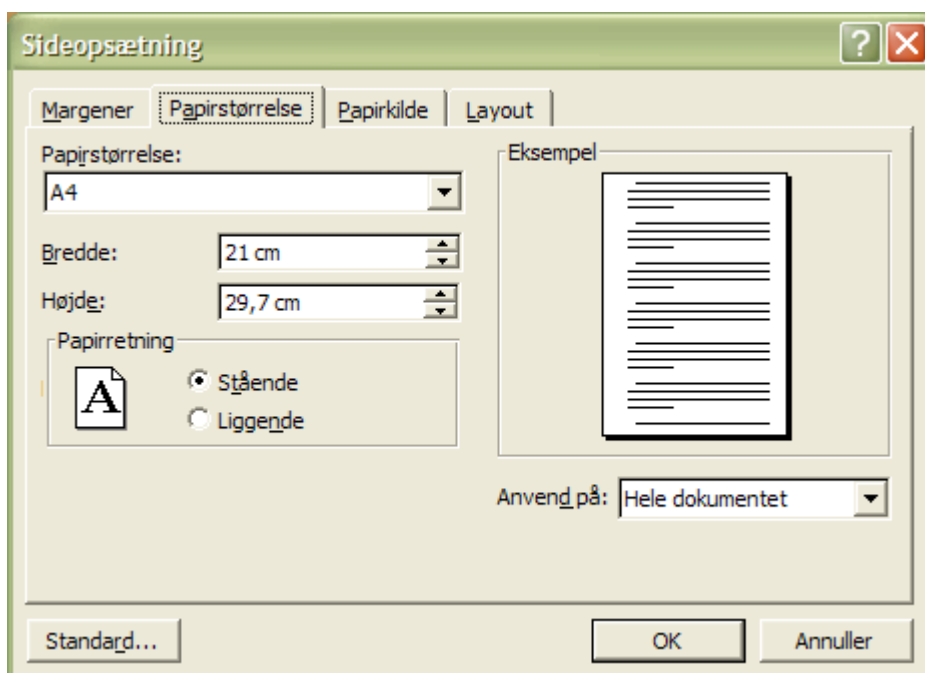 Sideopsætning
Margener Papirstørrelse Papirkilde Layout
Papirstørrelse:
A4
Bredde: 21 cm
Højde: 29,7 cm
Papirretning
A
Stående
Liggende
Eksempel
Anvend på: Hele dokumentet
Standard... OK Annuller